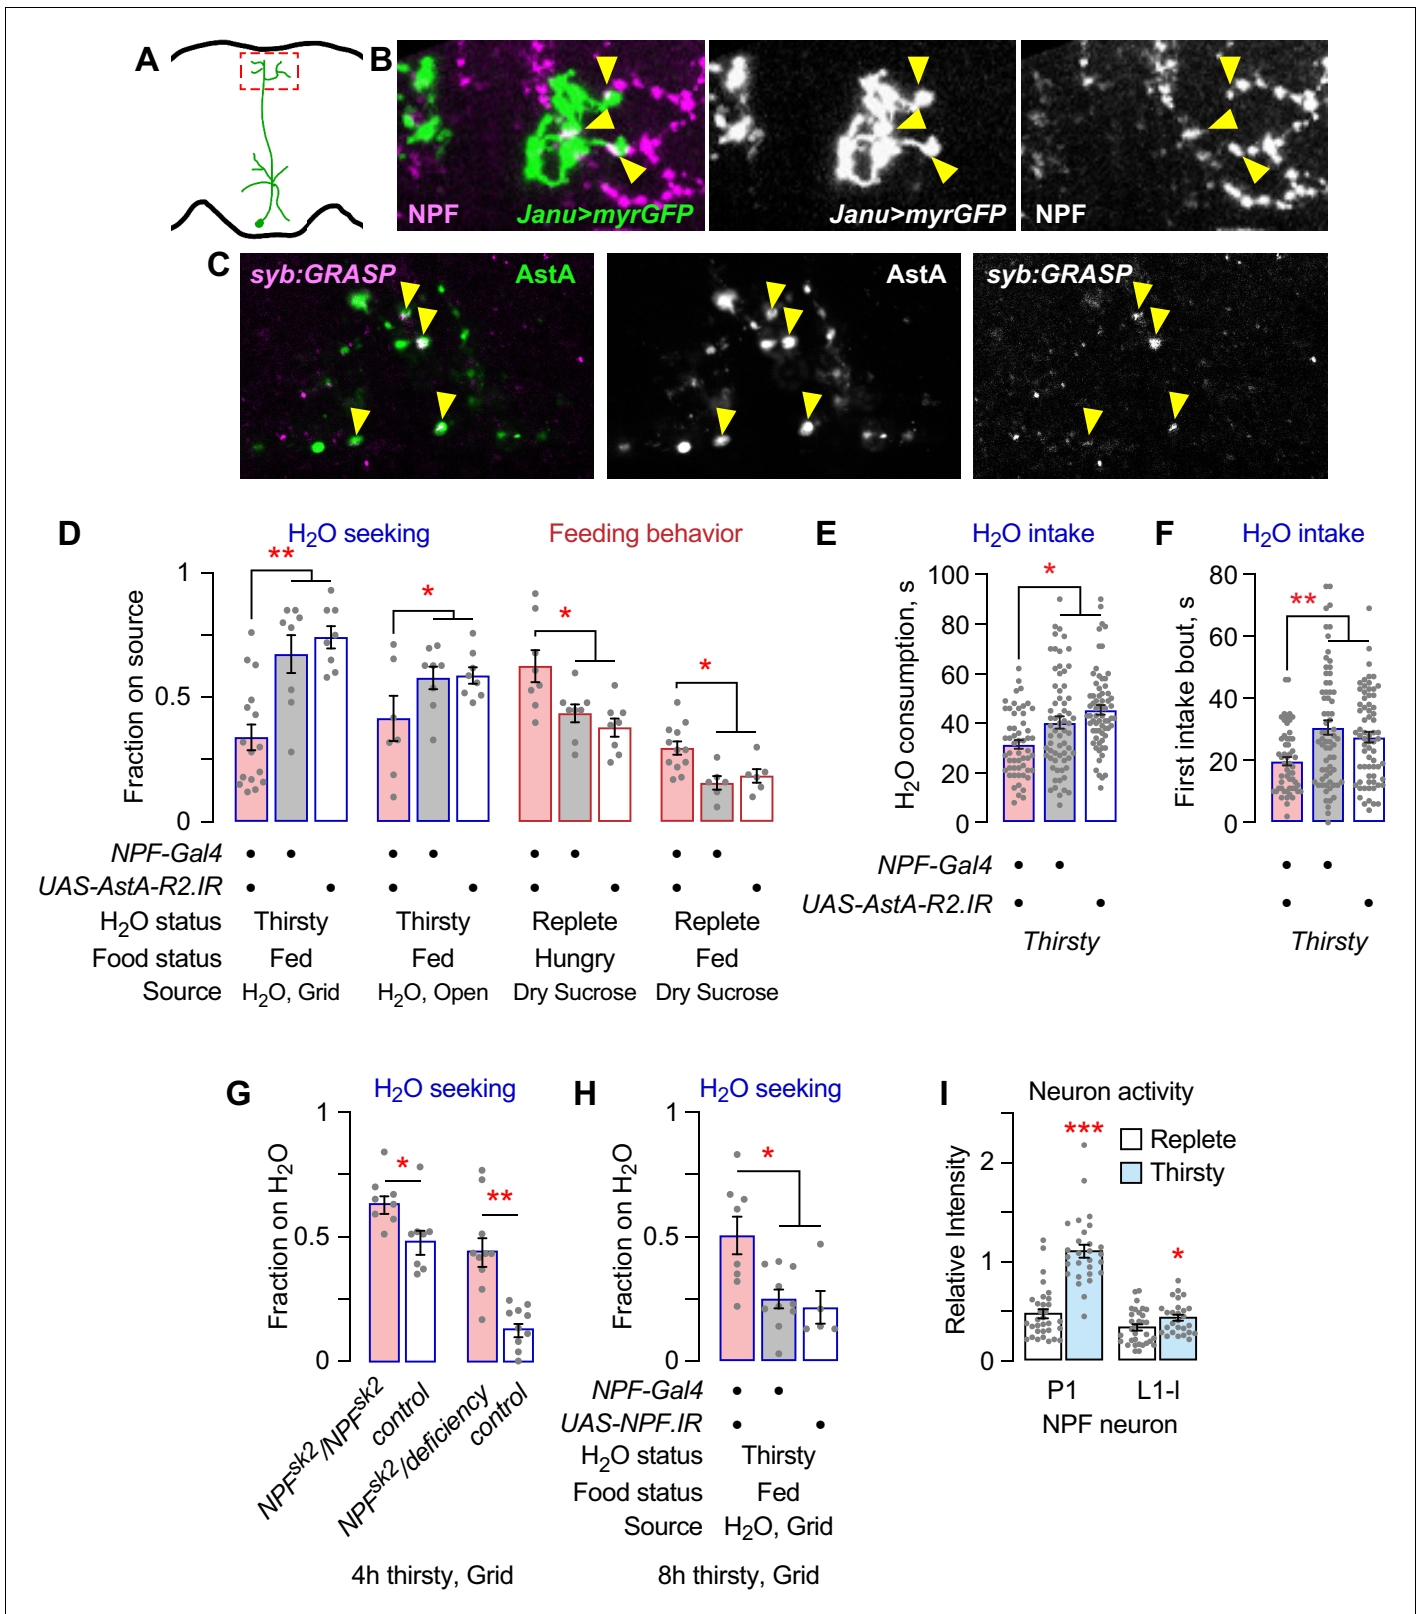 A
B
NPF
Janu>myrGFP
Janu>myrGFP
NPF
C
syb:GRASP
AstA
AstA
syb:GRASP
D
H2O seeking
Feeding behavior
Fraction on source
1
0.5
0
**
*
*
*
NPF-Gal4
UAS-AstA-R2.IR
H2O status Thirsty Thirsty Replete Replete
Food status Fed Fed Hungry Fed
Source H2O, Grid H2O, Open Dry Sucrose Dry Sucrose
E
H2O intake
H2O consumption, s
100
80
60
40
20
0
*
NPF-Gal4
UAS-AstA-R2.IR
Thirsty
F
H2O intake
First intake bout, s
80
60
40
20
0
**
Thirsty
G
H2O seeking
Fraction on H2O
1
0.5
0
*
**
NPFsk2/NPFsk2
control
NPFsk2/deficiency
control
4h thirsty, Grid
H
H2O seeking
Fraction on H2O
1
0.5
0
*
NPF-Gal4
UAS-NPF.IR
H2O status Thirsty
Food status Fed
Source H2O, Grid
8h thirsty, Grid
I
Neuron activity
Relative Intensity
2
1
0
***
*
Replete
Thirsty
P1 L1-I
NPF neuron